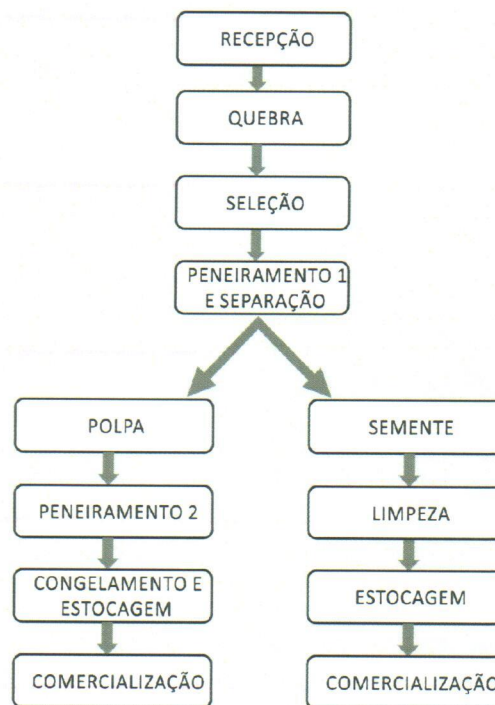 RECEPÇÃO
QUEBRA
SELEÇÃO
PENEIRAMENTO 1
E SEPARAÇÃO
POLPA
PENEIRAMENTO 2
CONGELAMENTO E
ESTOCAGEM
COMERCIALIZAÇÃO
SEMENTE
LIMPEZA
ESTOCAGEM
COMERCIALIZAÇÃO